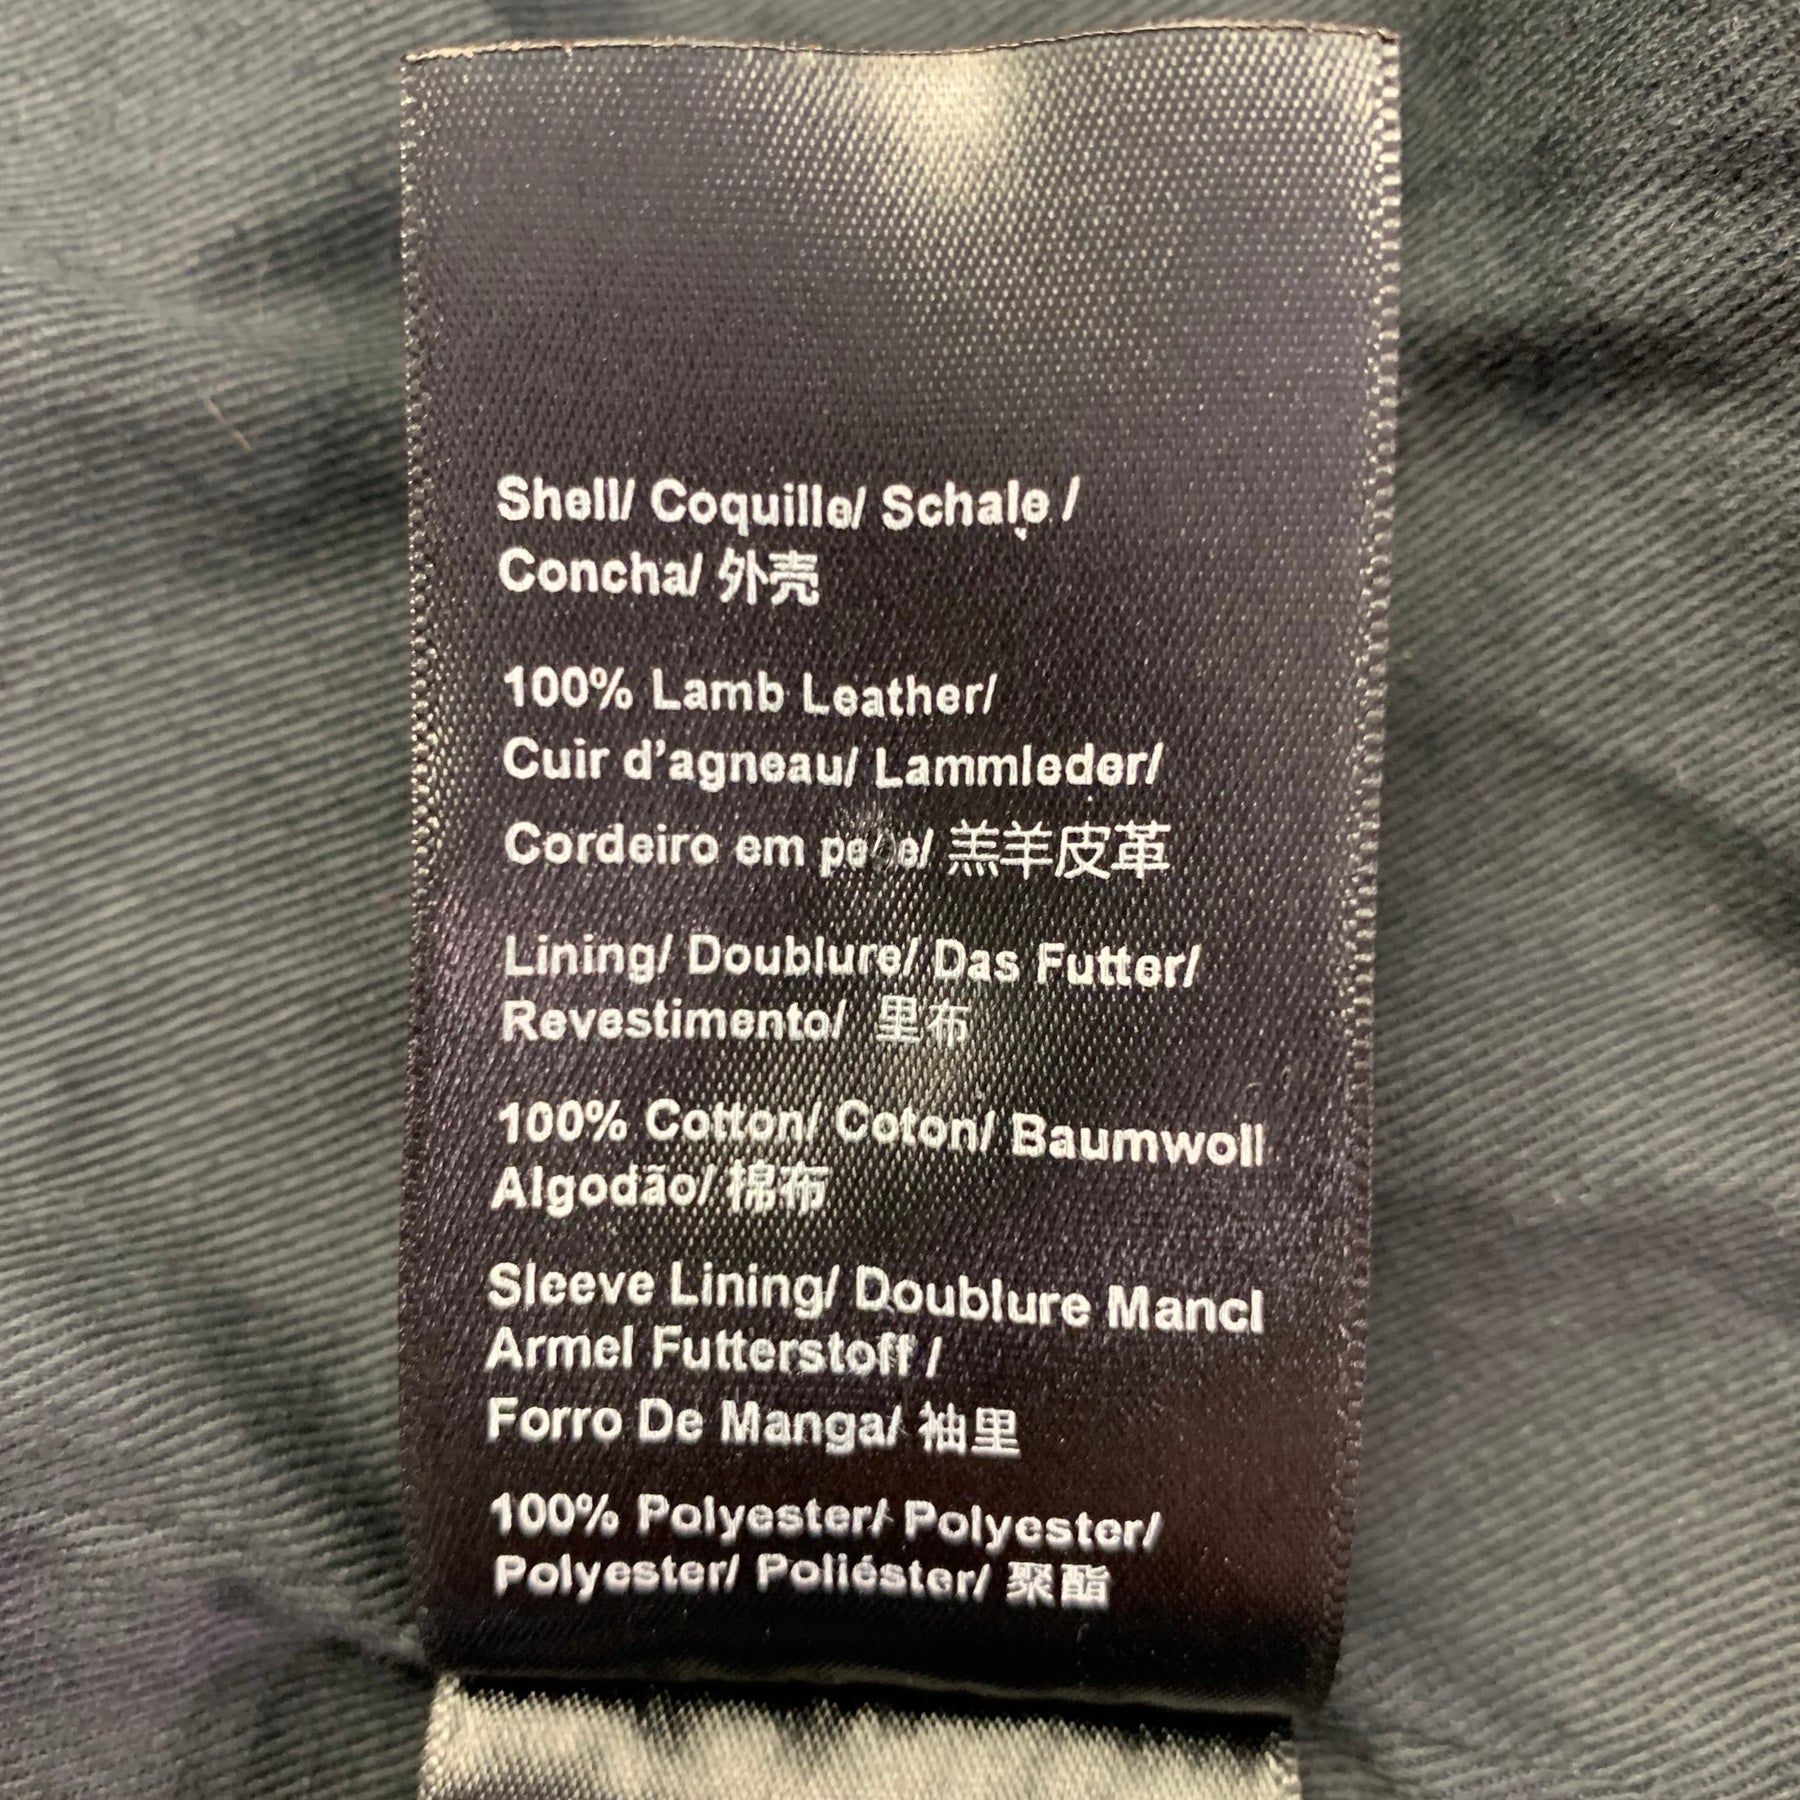 Shell/ Coquille/ Schale /
Concha/ 外壳
100% Lamb Leather/
Cuir d'agneau/ Lammleder/
Cordeiro em /羔羊皮革
Lining/ Doublure/ Das Futter/
Revestimento/ 里布
100% Cotton/ Coton/ Baumwoll
Algodão/ 棉布
Sleeve Lining/ Doublure Mancl
Armel Futterstoff /
Forro De Manga/ 袖里
100% Polyester/ Polyester/
Polyester/ Poliéster/ 聚酯